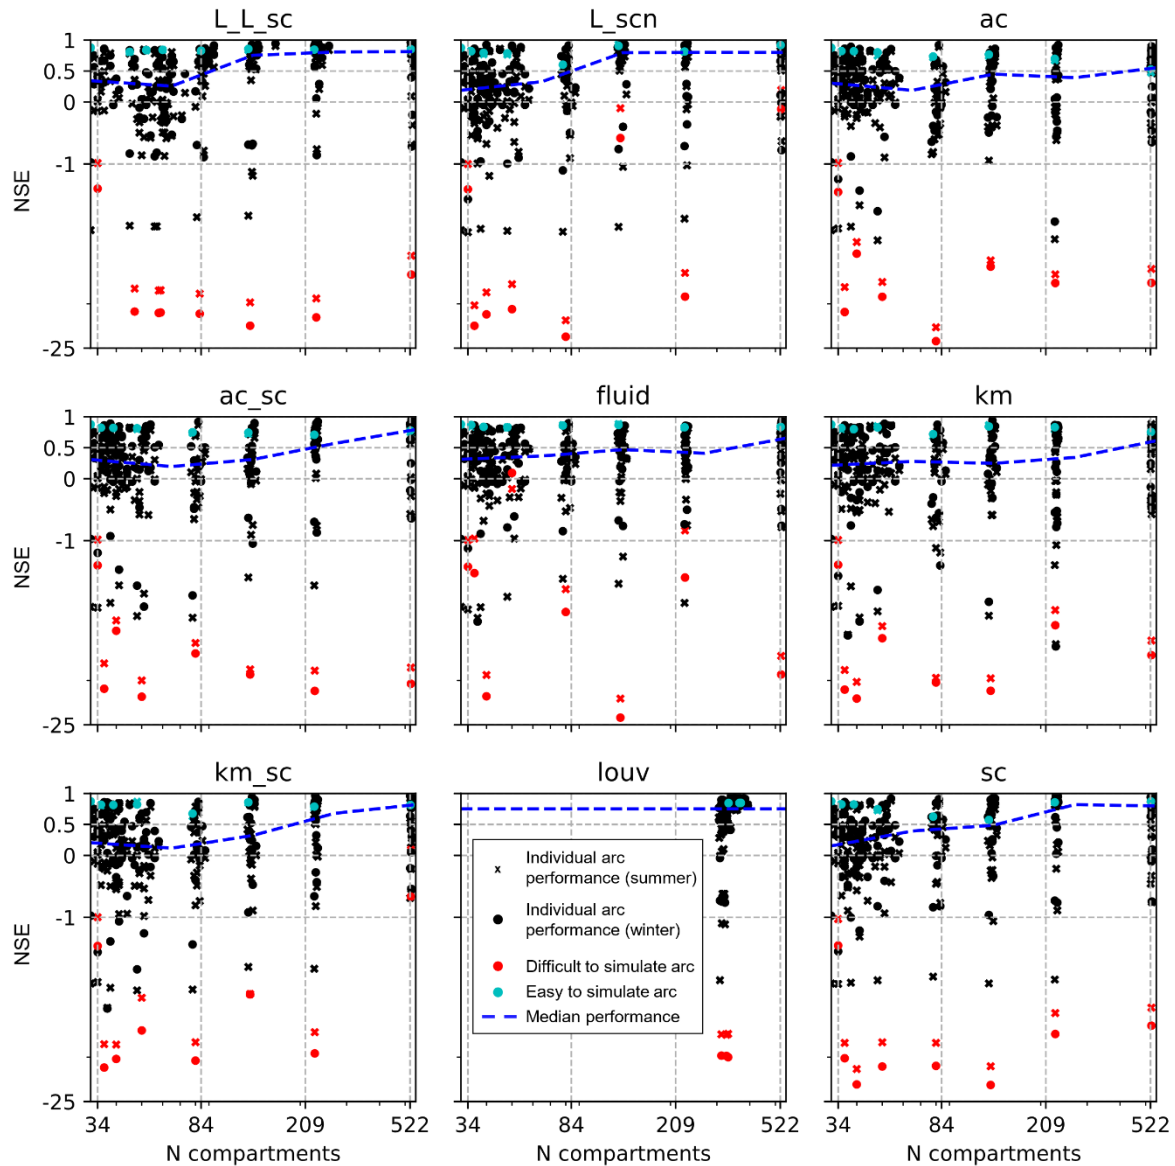 L_L_sc
L_scn
ac
1
0.5
0
-1
-25
NSE
34
84
209
522
34
84
209
522
34
84
209
522
ac_sc
fluid
km
1
0.5
0
-1
-25
NSE
km_sc
louv
sc
1
0.5
0
-1
-25
NSE
Individual arc
performance (summer)
Individual arc
performance (winter)
Difficult to simulate arc
Easy to simulate arc
Median performance
N compartments
N compartments
N compartments